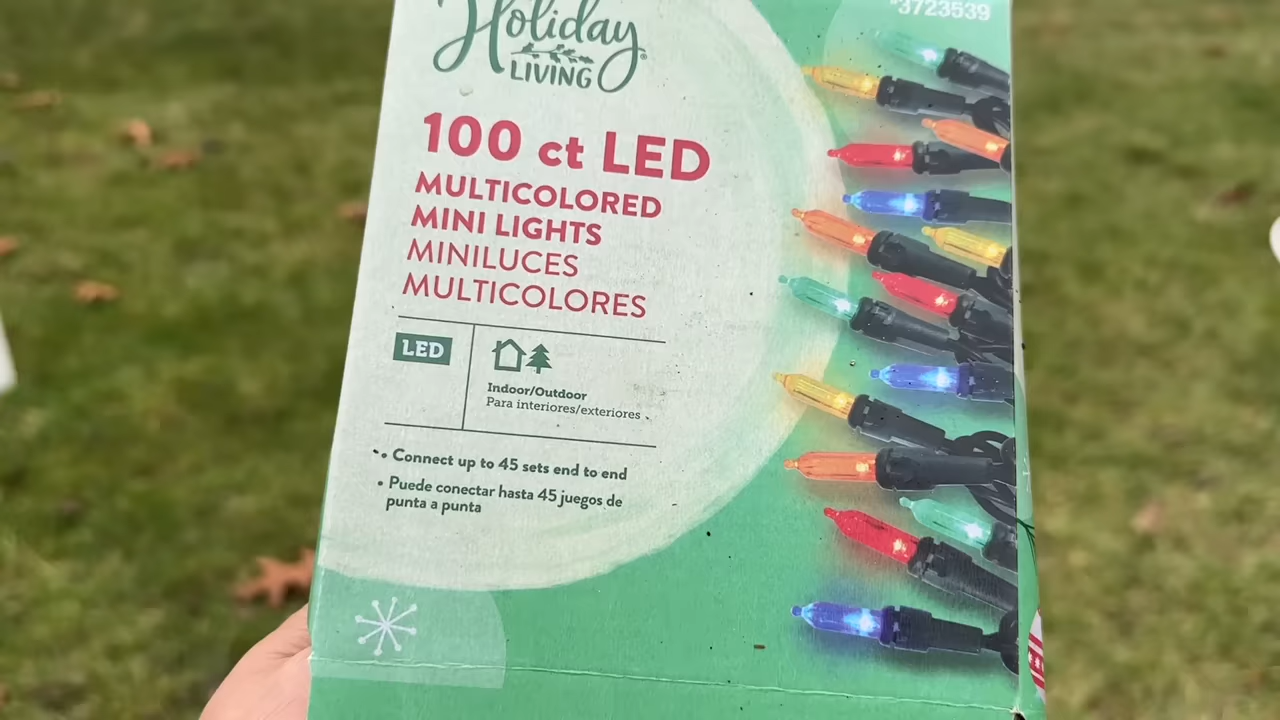 Holiday
LIVING®
*3723539
100 ct LED
MULTICOLORED
MINI LIGHTS
MINILUCES
MULTICOLORES
LED
Indoor/Outdoor
Para interiores/exteriores
• Connect up to 45 sets end to end
• Puede conectar hasta 45 juegos de
punta a punta